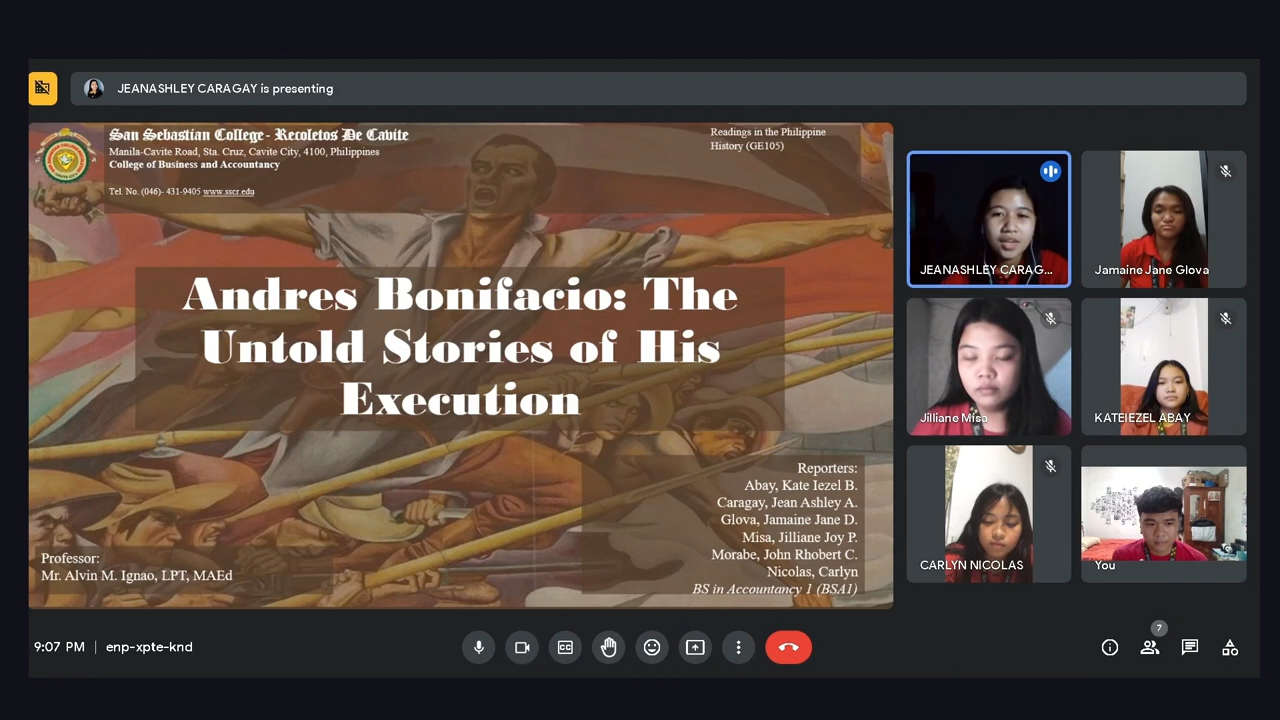 JEANASHLEY CARAGAY is presenting
San Sebastian College - Recoletos De Cavite
Manila-Cavite Road, Sta. Cruz, Cavite City, 4100, Philippines
College of Business and Accountancy
Tel. No. (046)- 431-9405 www.sscr.edu
Readings in the Philippine
History (GE105)
Andres Bonifacio: The
Untold Stories of His
Execution
Reporters:
Abay, Kate Iezel B.
Caragay, Jean Ashley A.
Glova, Jamaine Jane D.
Misa, Jilliane Joy P.
Morabe, John Rhobert C.
Nicolas, Carlyn
BS in Accountancy 1 (BSA1)
Professor:
Mr. Alvin M. Ignao, LPT, MAEd
JEANASHLEY CARAG...
Jamaine Jane Glova
Jilliane Misa
KATEIEZEL ABAY
CARLYN NICOLAS
You
9:07 PM | enp-xpte-knd
CC
7